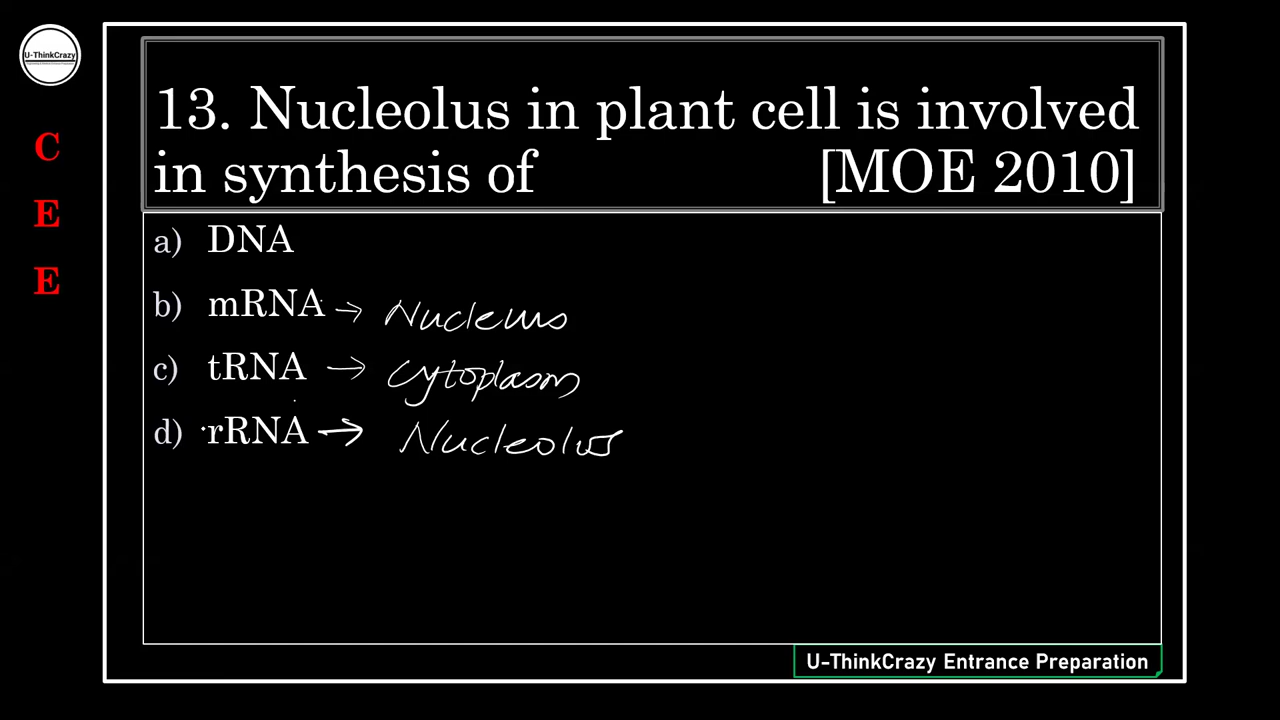 U-ThinkCrazy
C
E
E
13. Nucleolus in plant cell is involved
in synthesis of [MOE 2010]
a) DNA
b) mRNA → Nucleus
c) tRNA → Cytoplasm
d) rRNA → Nucleolus
U-ThinkCrazy Entrance Preparation